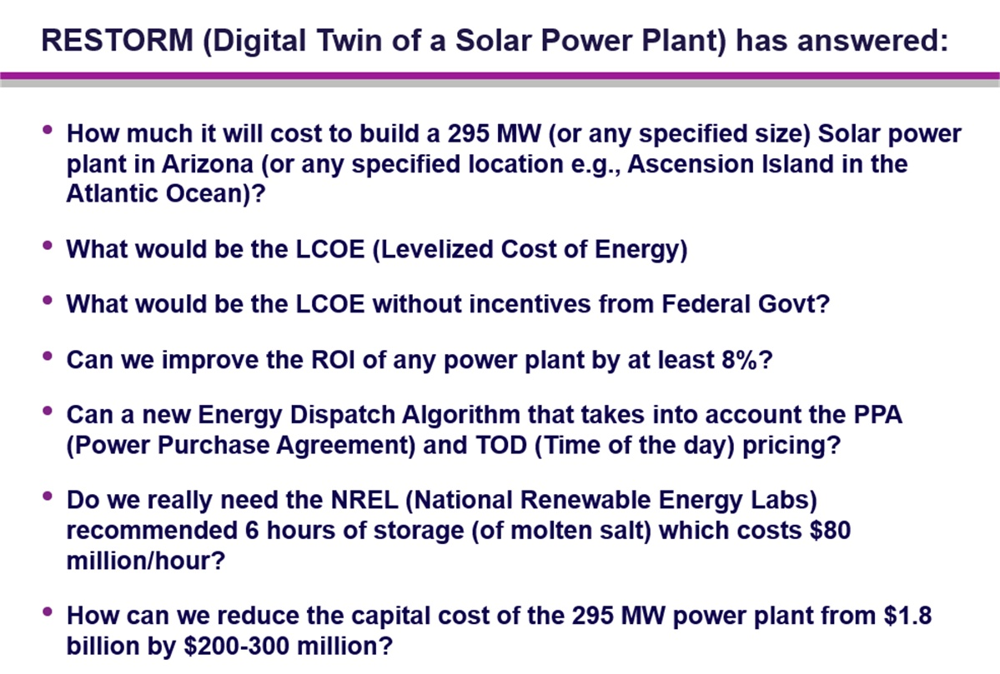 RESTORM (Digital Twin of a Solar Power Plant) has answered:
• How much it will cost to build a 295 MW (or any specified size) Solar power
plant in Arizona (or any specified location e.g., Ascension Island in the
Atlantic Ocean)?
• What would be the LCOE (Levelized Cost of Energy)
• What would be the LCOE without incentives from Federal Govt?
• Can we improve the ROI of any power plant by at least 8%?
• Can a new Energy Dispatch Algorithm that takes into account the PPA
(Power Purchase Agreement) and TOD (Time of the day) pricing?
• Do we really need the NREL (National Renewable Energy Labs)
recommended 6 hours of storage (of molten salt) which costs $80
million/hour?
• How can we reduce the capital cost of the 295 MW power plant from $1.8
billion by $200-300 million?